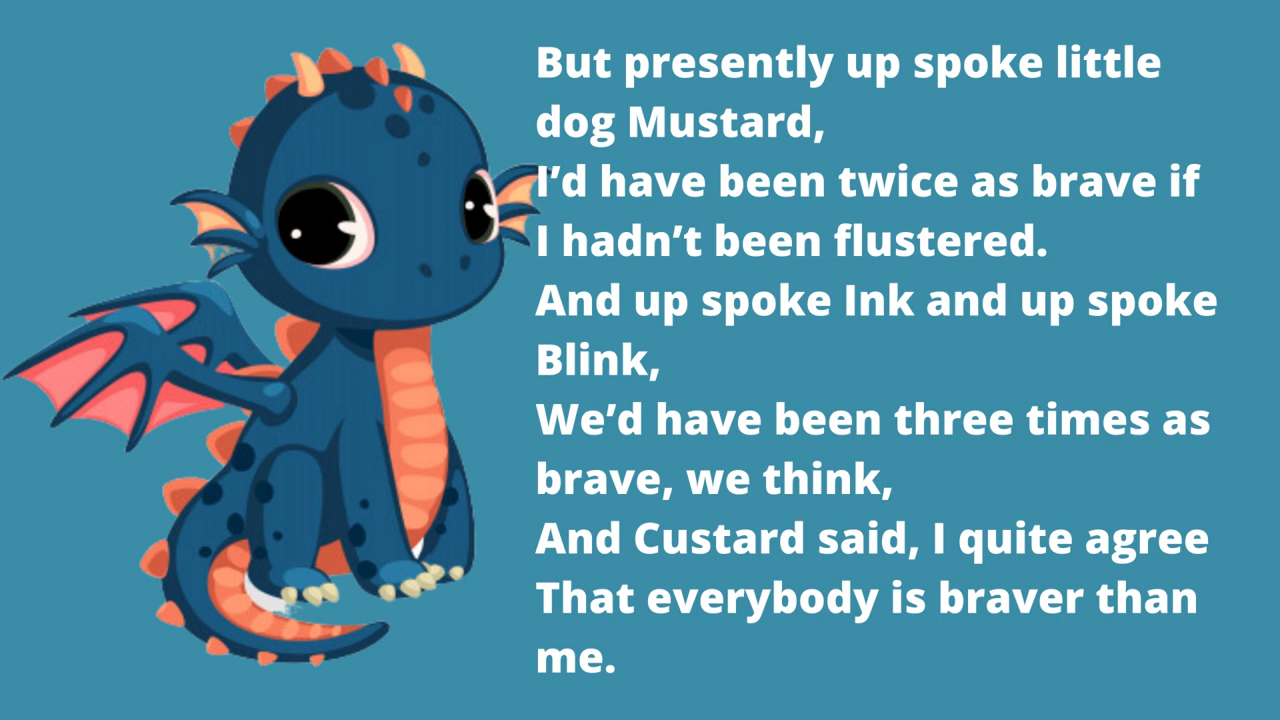 But presently up spoke little
dog Mustard,
I’d have been twice as brave if
I hadn’t been flustered.
And up spoke Ink and up spoke
Blink,
We’d have been three times as
brave, we think,
And Custard said, I quite agree
That everybody is braver than
me.